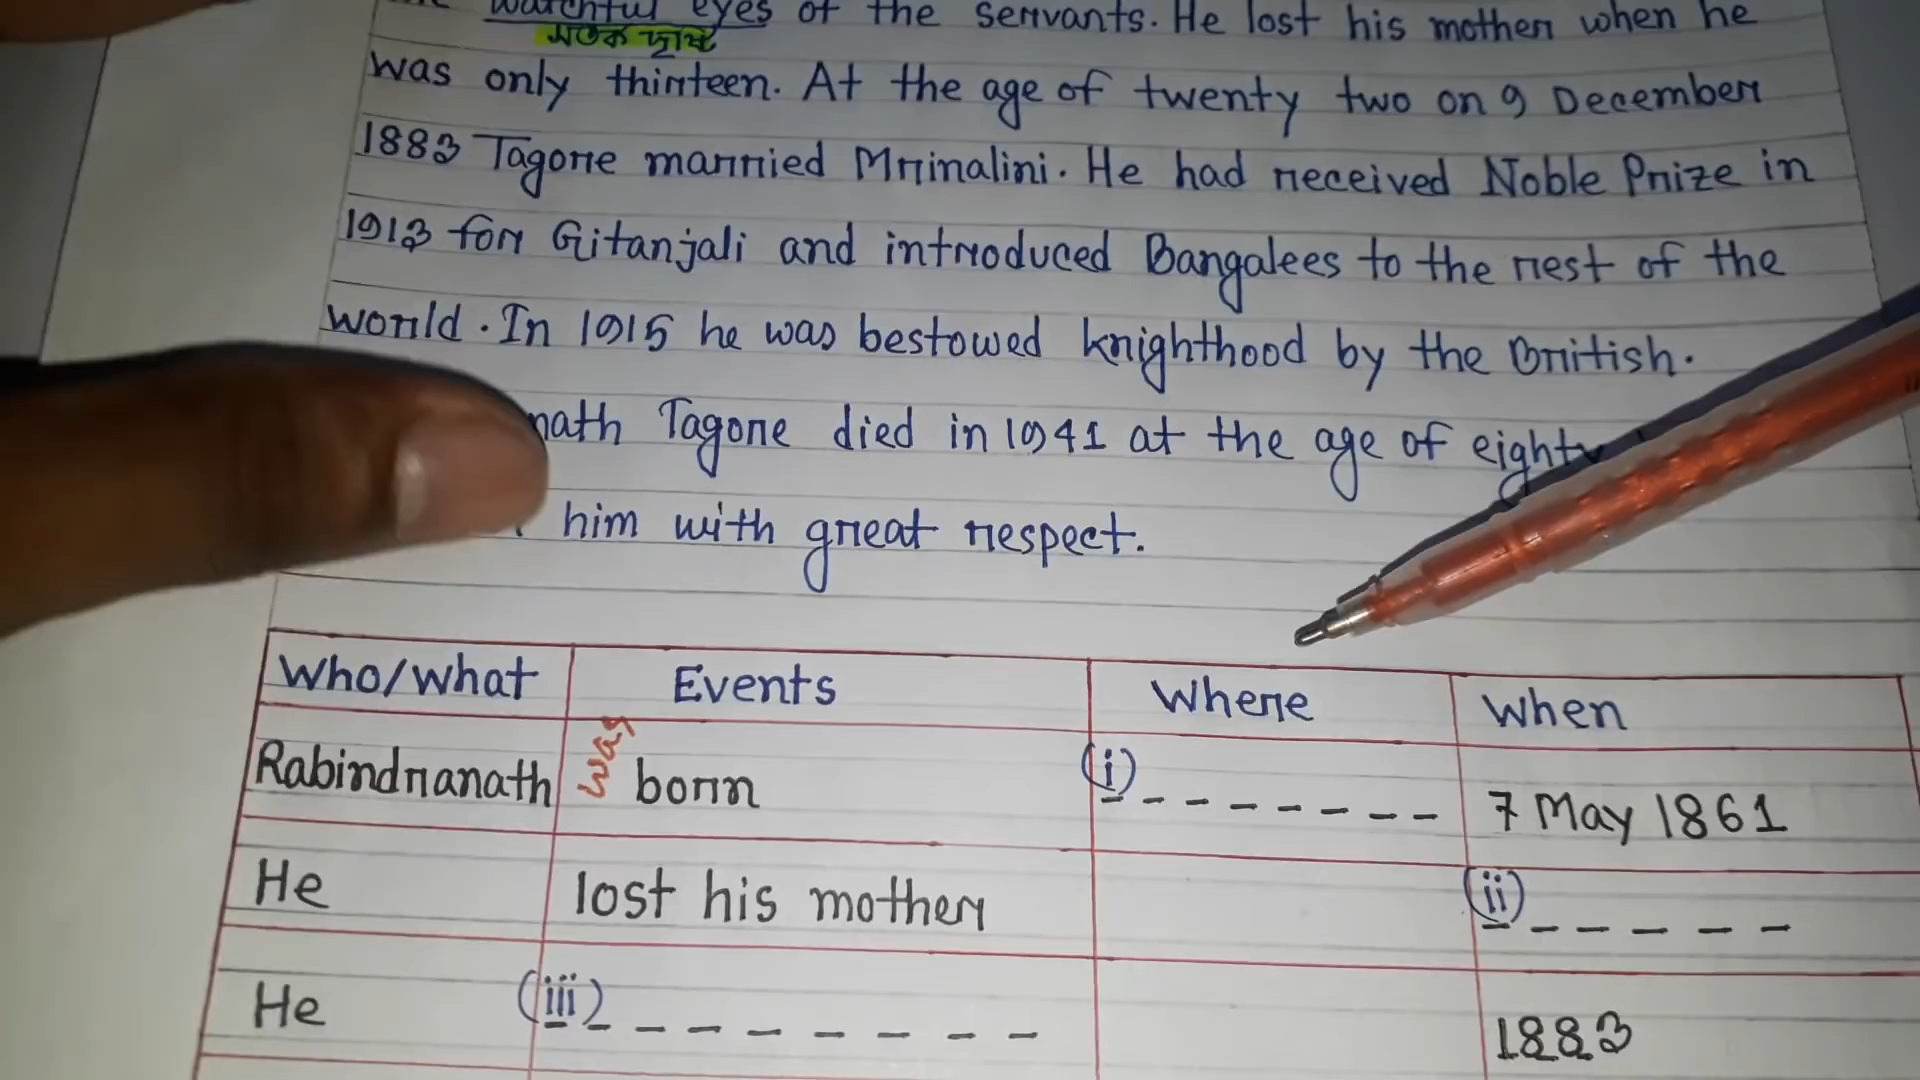 watchful eyes of the servants. He lost his mother when he
সতর্ক দৃষ্টি
was only thirteen. At the age of twenty two on 9 December
1883 Tagore married Mrinalini. He had received Noble Prize in
1913 for Gitanjali and introduced Bangalees to the rest of the
world. In 1915 he was bestowed knighthood by the British.
nath Tagore died in 1941 at the age of eighty
him with great respect.
Who/What Events Where When
Rabindranath was born (i) _ _ _ _ _ _ _ _ 7 May 1861
He lost his mother (ii) _ _ _ _ _ _ _
He (iii) _ _ _ _ _ _ _ _ _ _ 1883